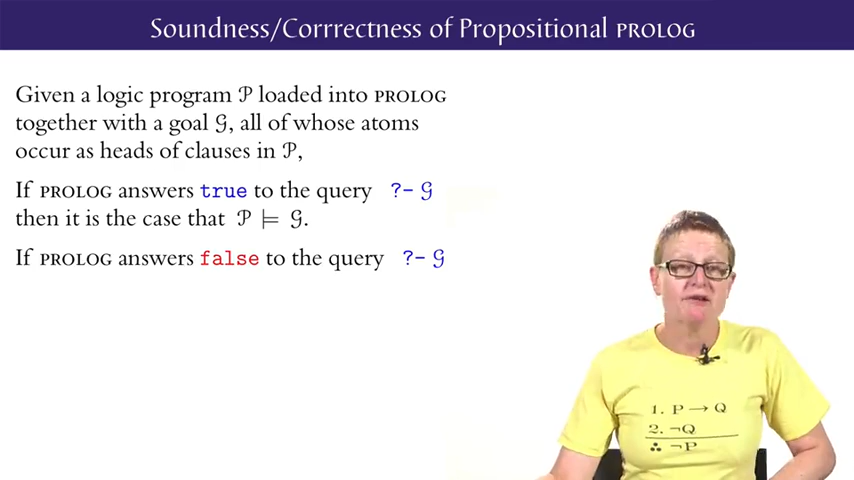 Soundness/Corrrectness of Propositional PROLOG
Given a logic program 𝒫 loaded into PROLOG
together with a goal 𝒢, all of whose atoms
occur as heads of clauses in 𝒫,
If PROLOG answers true to the query ?- 𝒢
then it is the case that 𝒫 ⊨ 𝒢.
If PROLOG answers false to the query ?- 𝒢
1. P → Q
2. ¬Q
∴ ¬P